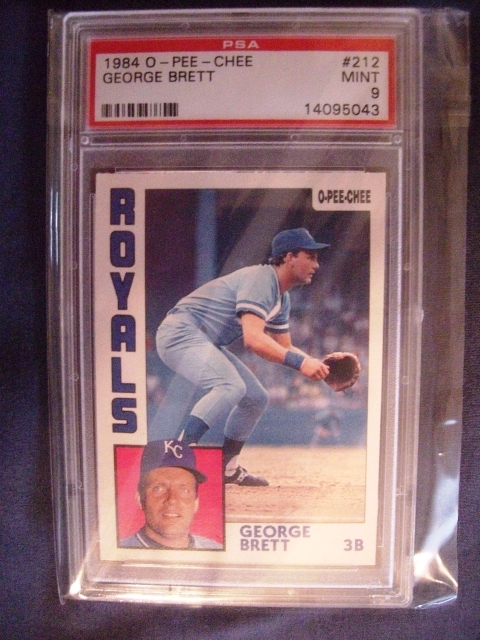 PSA
1984 O-PEE-CHEE #212
GEORGE BRETT MINT
9
14095043
O-PEE-CHEE
ROYALS
KC
GEORGE
BRETT 3B